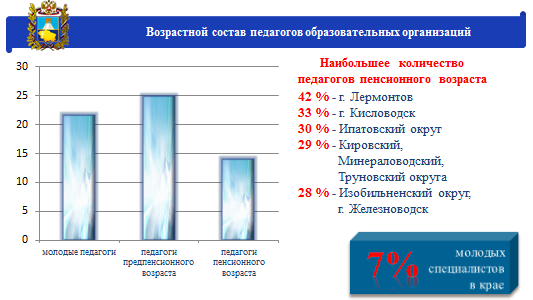 Возрастной состав педагогов образовательных организаций
30
25
20
15
10
5
0
молодые педагоги
педагоги
предпенсионного
возраста
педагоги
пенсионного
возраста
Наибольшее количество
педагогов пенсионного возраста
42 % - г. Лермонтов
33 % - г. Кисловодск
30 % - Ипатовский округ
29 % - Кировский,
Минераловодский,
Труновский округа
28 % - Изобильненский округ,
г. Железноводск
7%
молодых
специалистов
в крае